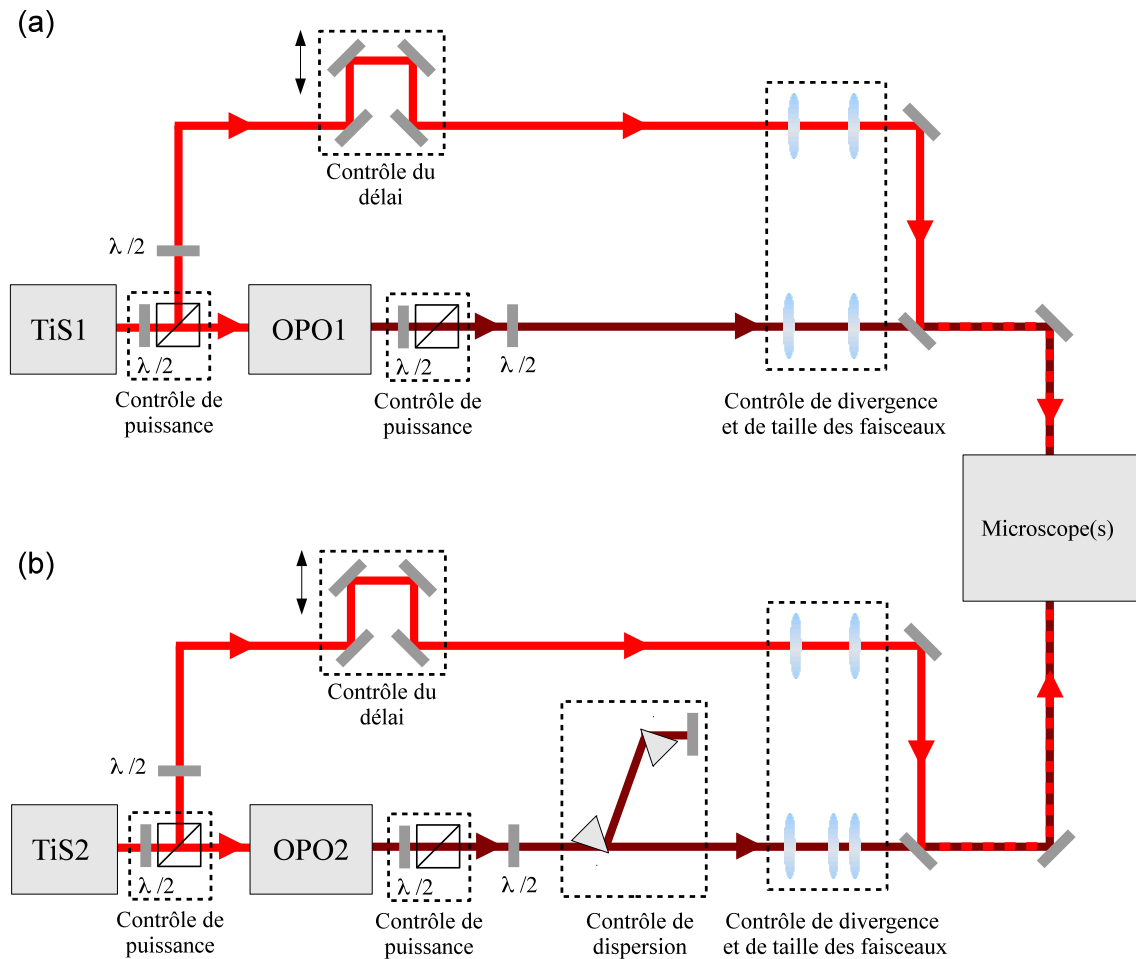 (a)
Contrôle du
délai
λ /2
TiS1
λ /2
OPO1
λ /2
λ /2
Contrôle de
puissance
Contrôle de
puissance
Contrôle de divergence
et de taille des faisceaux
Microscope(s)
(b)
Contrôle du
délai
λ /2
TiS2
λ /2
OPO2
λ /2
λ /2
Contrôle de
puissance
Contrôle de
puissance
Contrôle de
dispersion
Contrôle de divergence
et de taille des faisceaux